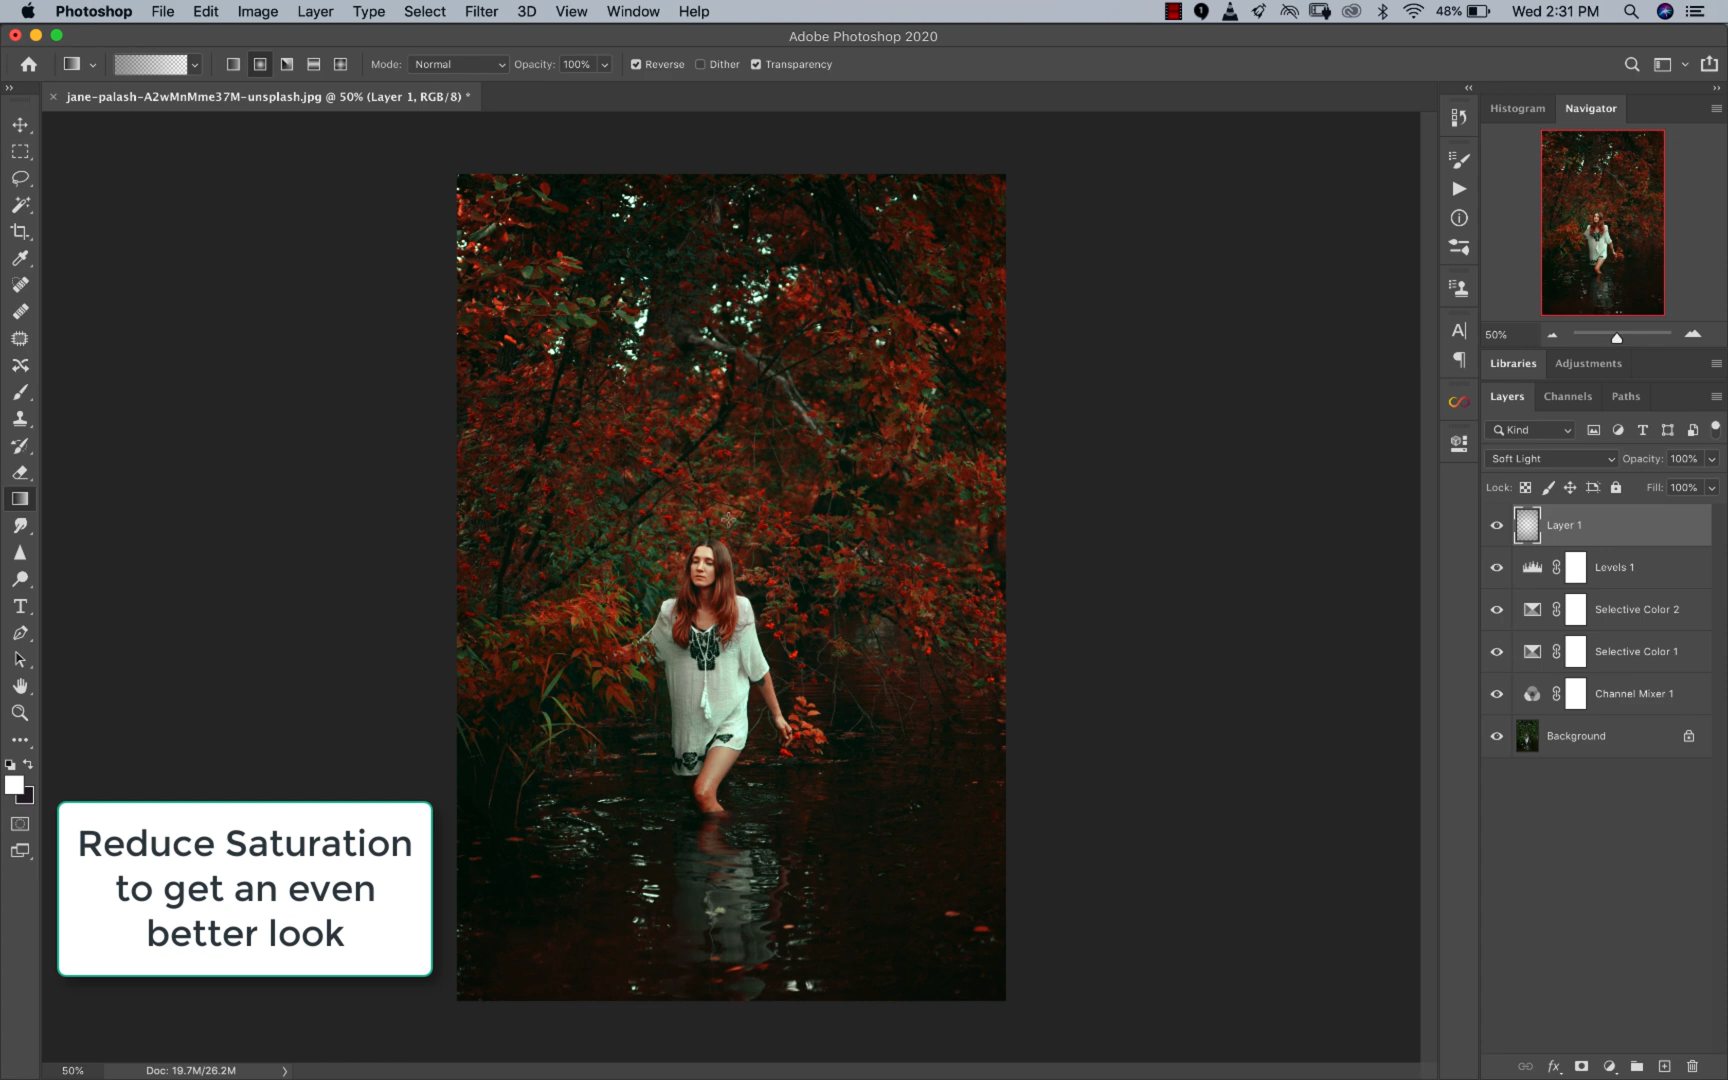 Photoshop File Edit Image Layer Type Select Filter 3D View Window Help 48% Wed 2:31 PM
Adobe Photoshop 2020
Mode: Normal Opacity: 100% Reverse Dither Transparency
jane-palash-A2wMnMme37M-unsplash.jpg @ 50% (Layer 1, RGB/8) *
Histogram Navigator
50%
Libraries Adjustments
Layers Channels Paths
Kind
Soft Light Opacity: 100%
Lock: Fill: 100%
Layer 1
Levels 1
Selective Color 2
Selective Color 1
Channel Mixer 1
Background
Reduce Saturation
to get an even
better look
50% Doc: 19.7M/26.2M